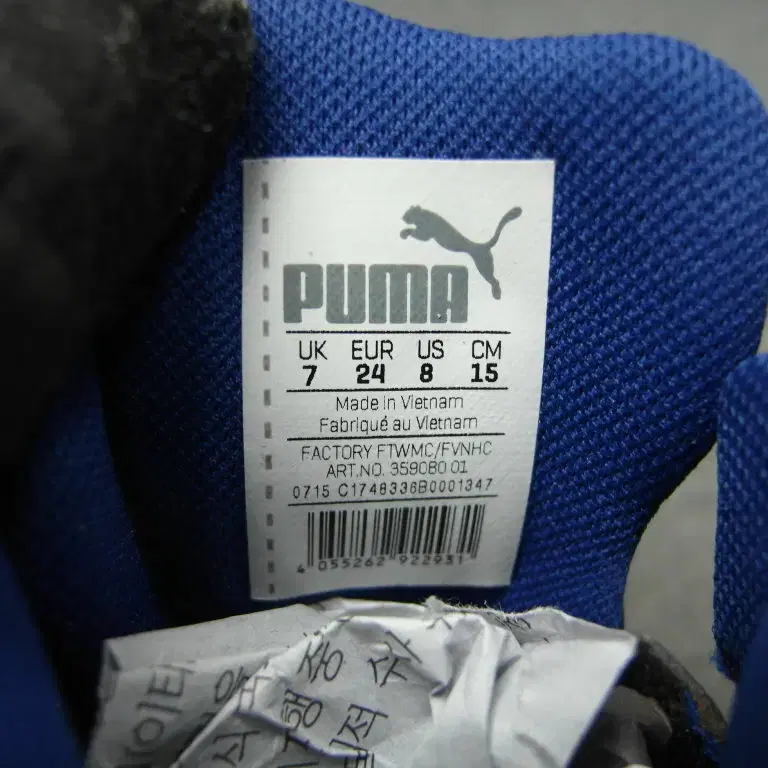 PUMA
UK EUR US CM
7 24 8 15
Made in Vietnam
Fabriqué au Vietnam
FACTORY FTWMC/FVNHC
ART.NO. 359080 01
0715 C1748336B0001347
4 055262 922931